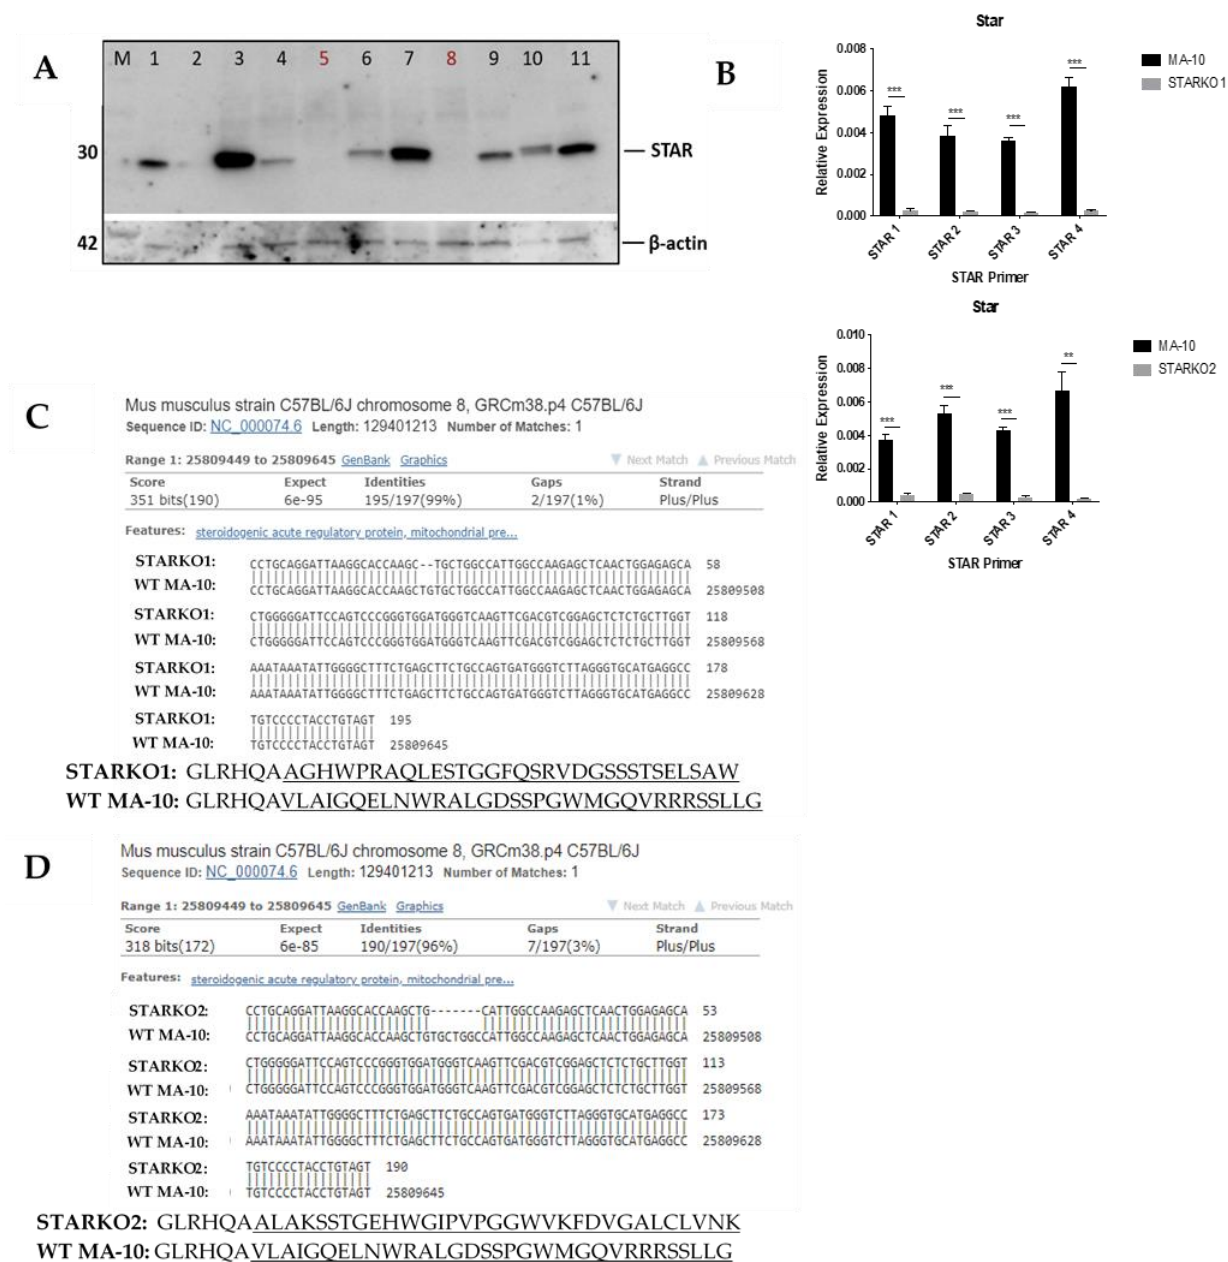 A
M 1 2 3 4 5 6 7 8 9 10 11
30
STAR
42
β-actin
B
Star
MA-10
STARKO1
0.008
0.006
0.004
0.002
0.000
Relative Expression
***
***
***
***
STAR 1
STAR 2
STAR 3
STAR 4
STAR Primer
Star
MA-10
STARKO2
0.010
0.008
0.006
0.004
0.002
0.000
Relative Expression
***
***
***
**
STAR 1
STAR 2
STAR 3
STAR 4
STAR Primer
C
Mus musculus strain C57BL/6J chromosome 8, GRCm38.p4 C57BL/6J
Sequence ID: NC_000074.6 Length: 129401213 Number of Matches: 1
Range 1: 25809449 to 25809645 GenBank Graphics Next Match Previous Match
Score Expect Identities Gaps Strand
351 bits(190) 6e-95 195/197(99%) 2/197(1%) Plus/Plus
Features: steroidogenic acute regulatory protein, mitochondrial pre...
STARKO1: CCTGCAGGATTAAGGCACCAAGC--TGCTGGCCATTGGCCAAGAGCTCAACTGGAGAGCA 58
WT MA-10: CCTGCAGGATTAAGGCACCAAGCTGTGCTGGCCATTGGCCAAGAGCTCAACTGGAGAGCA 25809508
STARKO1: CTGGGGGATTCCAGTCCCGGGTGGATGGGTCAAGTTCGACGTCGGAGCTCTCTGCTTGGT 118
WT MA-10: CTGGGGGATTCCAGTCCCGGGTGGATGGGTCAAGTTCGACGTCGGAGCTCTCTGCTTGGT 25809568
STARKO1: AAATAAATATTGGGGCTTTCTGAGCTTCTGCCAGTGATGGGTCTTAGGGTGCATGAGGCC 178
WT MA-10: AAATAAATATTGGGGCTTTCTGAGCTTCTGCCAGTGATGGGTCTTAGGGTGCATGAGGCC 25809628
STARKO1: TGTCCCCTACCTGTAGT 195
WT MA-10: TGTCCCCTACCTGTAGT 25809645
STARKO1: GLRHQAAGHWPRAQLESTGGFQSRVDGSSSTSELSAW
WT MA-10: GLRHQAVLAIGQELNWRALGDSSPGWMGQVRRRSSLLG
D
Mus musculus strain C57BL/6J chromosome 8, GRCm38.p4 C57BL/6J
Sequence ID: NC_000074.6 Length: 129401213 Number of Matches: 1
Range 1: 25809449 to 25809645 GenBank Graphics Next Match Previous Match
Score Expect Identities Gaps Strand
318 bits(172) 6e-85 190/197(96%) 7/197(3%) Plus/Plus
Features: steroidogenic acute regulatory protein, mitochondrial pre...
STARKO2: CCTGCAGGATTAAGGCACCAAGCTG-------CATTGGCCAAGAGCTCAACTGGAGAGCA 53
WT MA-10: CCTGCAGGATTAAGGCACCAAGCTGTGCTGGCCATTGGCCAAGAGCTCAACTGGAGAGCA 25809508
STARKO2: CTGGGGGATTCCAGTCCCGGGTGGATGGGTCAAGTTCGACGTCGGAGCTCTCTGCTTGGT 113
WT MA-10: CTGGGGGATTCCAGTCCCGGGTGGATGGGTCAAGTTCGACGTCGGAGCTCTCTGCTTGGT 25809568
STARKO2: AAATAAATATTGGGGCTTTCTGAGCTTCTGCCAGTGATGGGTCTTAGGGTGCATGAGGCC 173
WT MA-10: AAATAAATATTGGGGCTTTCTGAGCTTCTGCCAGTGATGGGTCTTAGGGTGCATGAGGCC 25809628
STARKO2: TGTCCCCTACCTGTAGT 190
WT MA-10: TGTCCCCTACCTGTAGT 25809645
STARKO2: GLRHQAALAKSSTGEHWGIPVPGGWVKFDVGALCLVNK
WT MA-10: GLRHQAVLAIGQELNWRALGDSSPGWMGQVRRRSSLLG